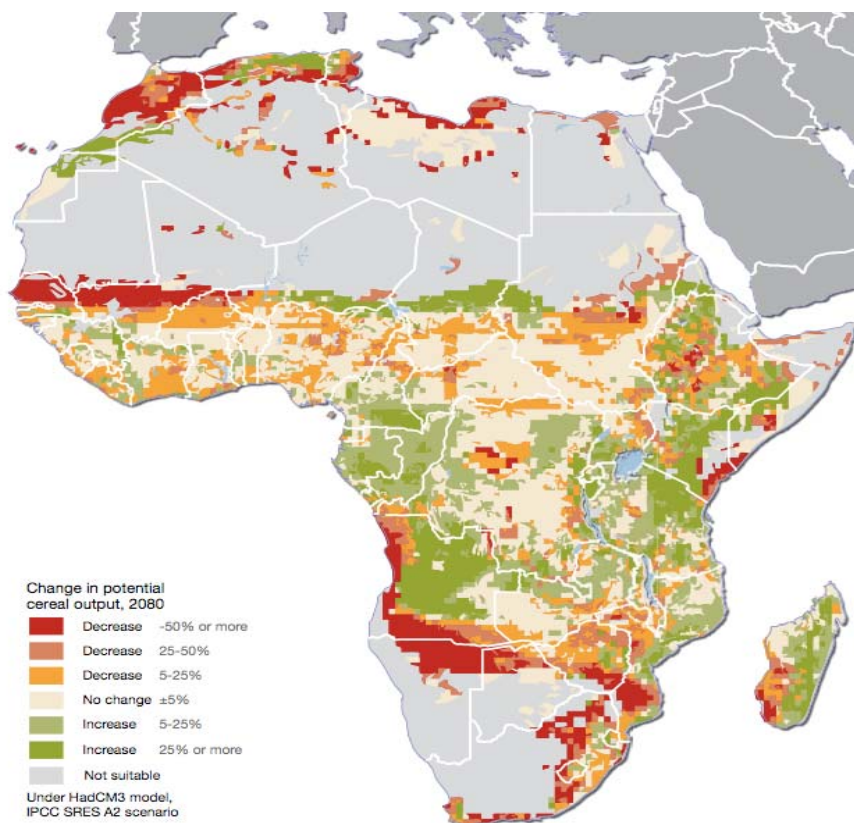 Change in potential
cereal output, 2080
Decrease -50% or more
Decrease 25-50%
Decrease 5-25%
No change ±5%
Increase 5-25%
Increase 25% or more
Not suitable
Under HadCM3 model,
IPCC SRES A2 scenario